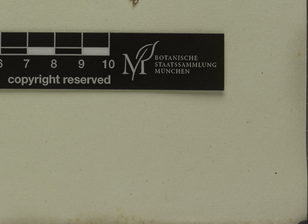 6 7 8 9 10
copyright reserved
BOTANISCHE
STAATSSAMMLUNG
MÜNCHEN